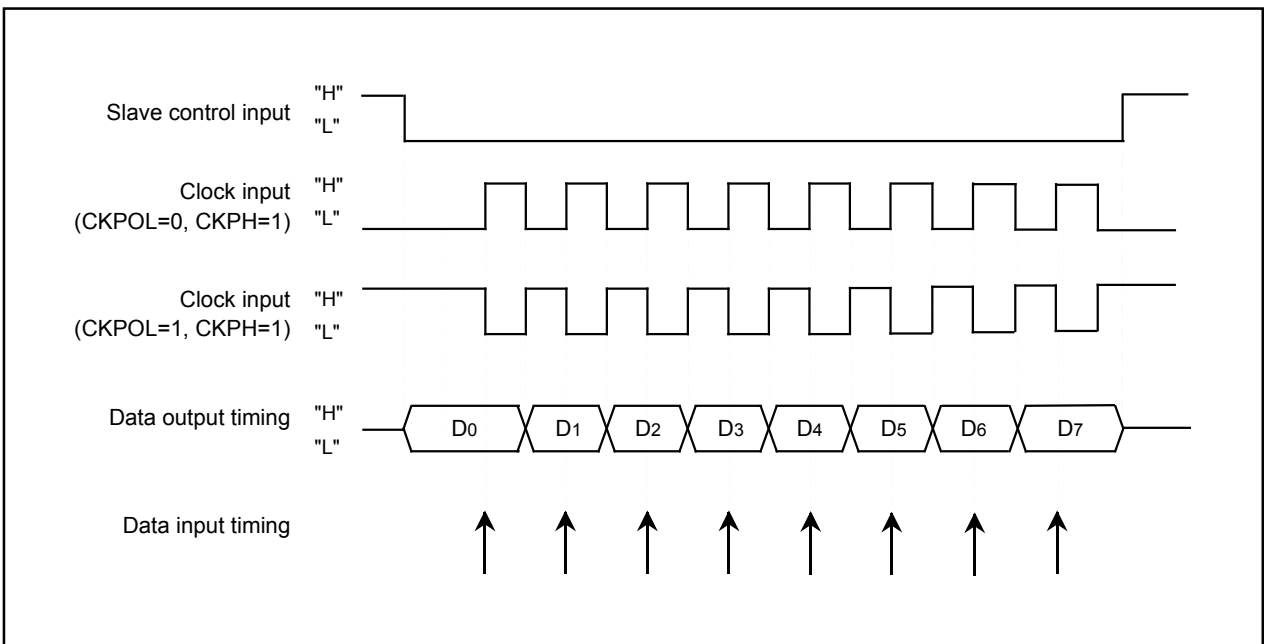 Slave control input
"H"
"L"
Clock input
(CKPOL=0, CKPH=1)
"H"
"L"
Clock input
(CKPOL=1, CKPH=1)
"H"
"L"
Data output timing
"H"
"L"
D0 D1 D2 D3 D4 D5 D6 D7
Data input timing